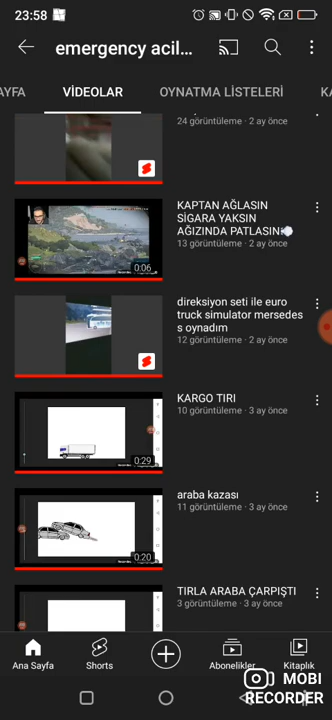 23:58
emergency acil...
AYFA
VİDEOLAR
OYNATMA LİSTELERİ
KA
24 görüntüleme · 2 ay önce
KAPTAN AĞLASIN
SİGARA YAKSIN
AĞIZINDA PATLASIN💨
13 görüntüleme · 2 ay önce
0:06
direksiyon seti ile euro
truck simulator mersedes
s oynadım
12 görüntüleme · 2 ay önce
KARGO TIRI
10 görüntüleme · 3 ay önce
0:29
araba kazası
11 görüntüleme · 3 ay önce
0:20
TIRLA ARABA ÇARPIŞTI
3 görüntüleme · 3 ay önce
Ana Sayfa
Shorts
Abonelikler
Kitaplık
MOBI
RECORDER